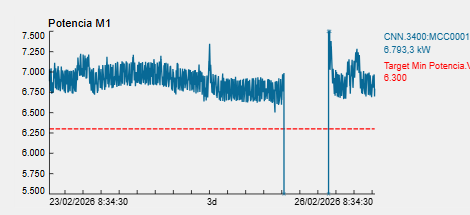 Potencia M1
7.500
7.250
7.000
6.750
6.500
6.250
6.000
5.750
5.500
23/02/2026 8:34:30
3d
26/02/2026 8:34:30
CNN.3400:MCC0001
6.793,3 kW
Target Min Potencia.V
6.300